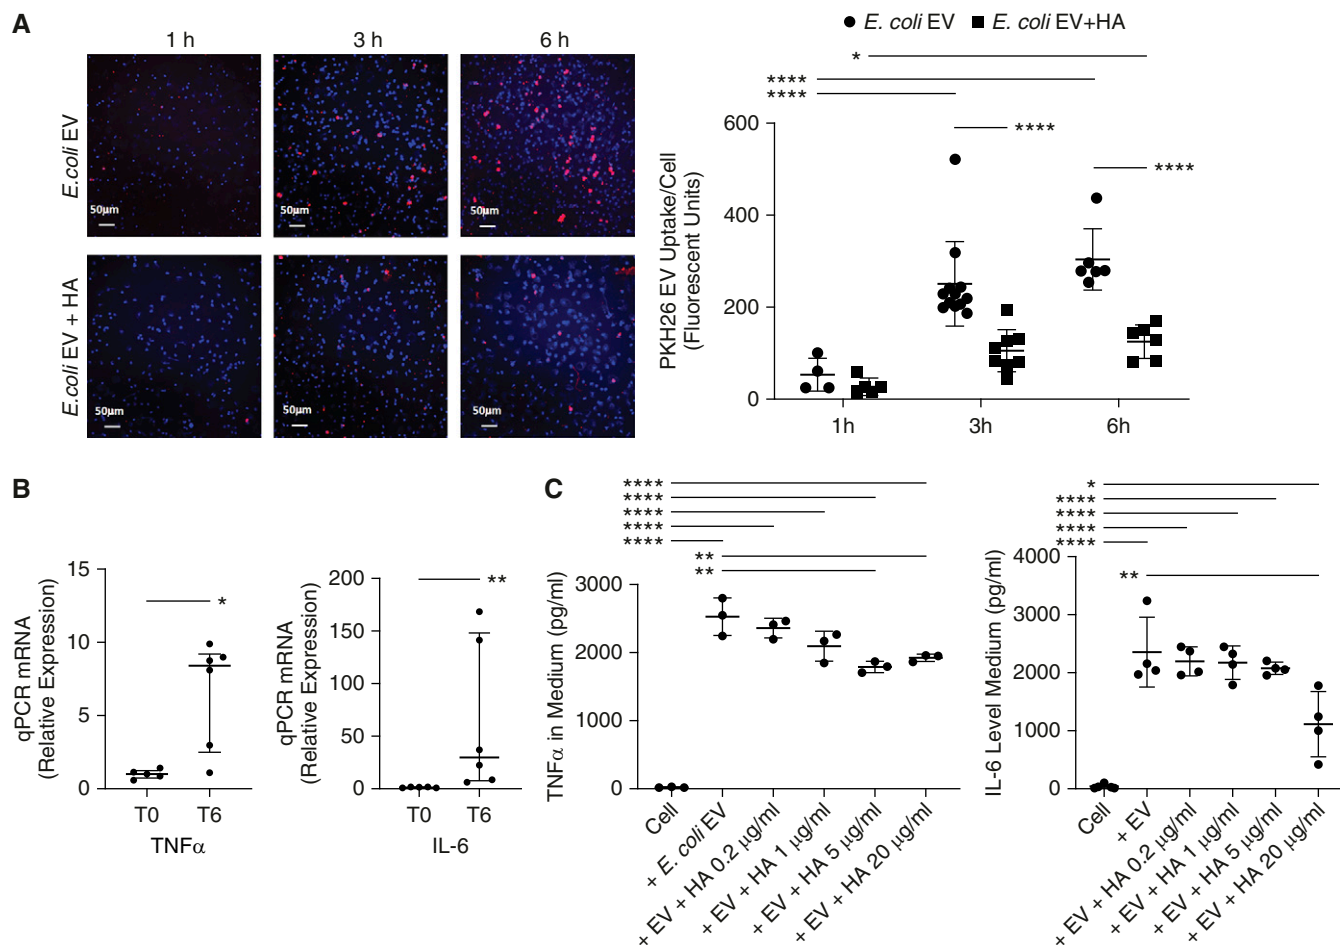 A
1 h
3 h
6 h
E.coli EV
50µm
50µm
50µm
E.coli EV + HA
50µm
50µm
50µm
E. coli EV
E. coli EV+HA
*
****
****
****
****
PKH26 EV Uptake/Cell
(Fluorescent Units)
600
400
200
0
1h
3h
6h
B
qPCR mRNA
(Relative Expression)
15
10
5
0
*
T0
T6
TNFα
qPCR mRNA
(Relative Expression)
200
150
100
50
0
**
T0
T6
IL-6
C
****
****
****
****
****
**
**
TNFα in Medium (pg/ml)
3000
2000
1000
0
Cell
+ E. coli EV
+ EV + HA 0.2 µg/ml
+ EV + HA 1 µg/ml
+ EV + HA 5 µg/ml
+ EV + HA 20 µg/ml
*
****
****
****
****
**
IL-6 Level Medium (pg/ml)
4000
3000
2000
1000
0
Cell
+ EV
+ EV + HA 0.2 µg/ml
+ EV + HA 1 µg/ml
+ EV + HA 5 µg/ml
+ EV + HA 20 µg/ml